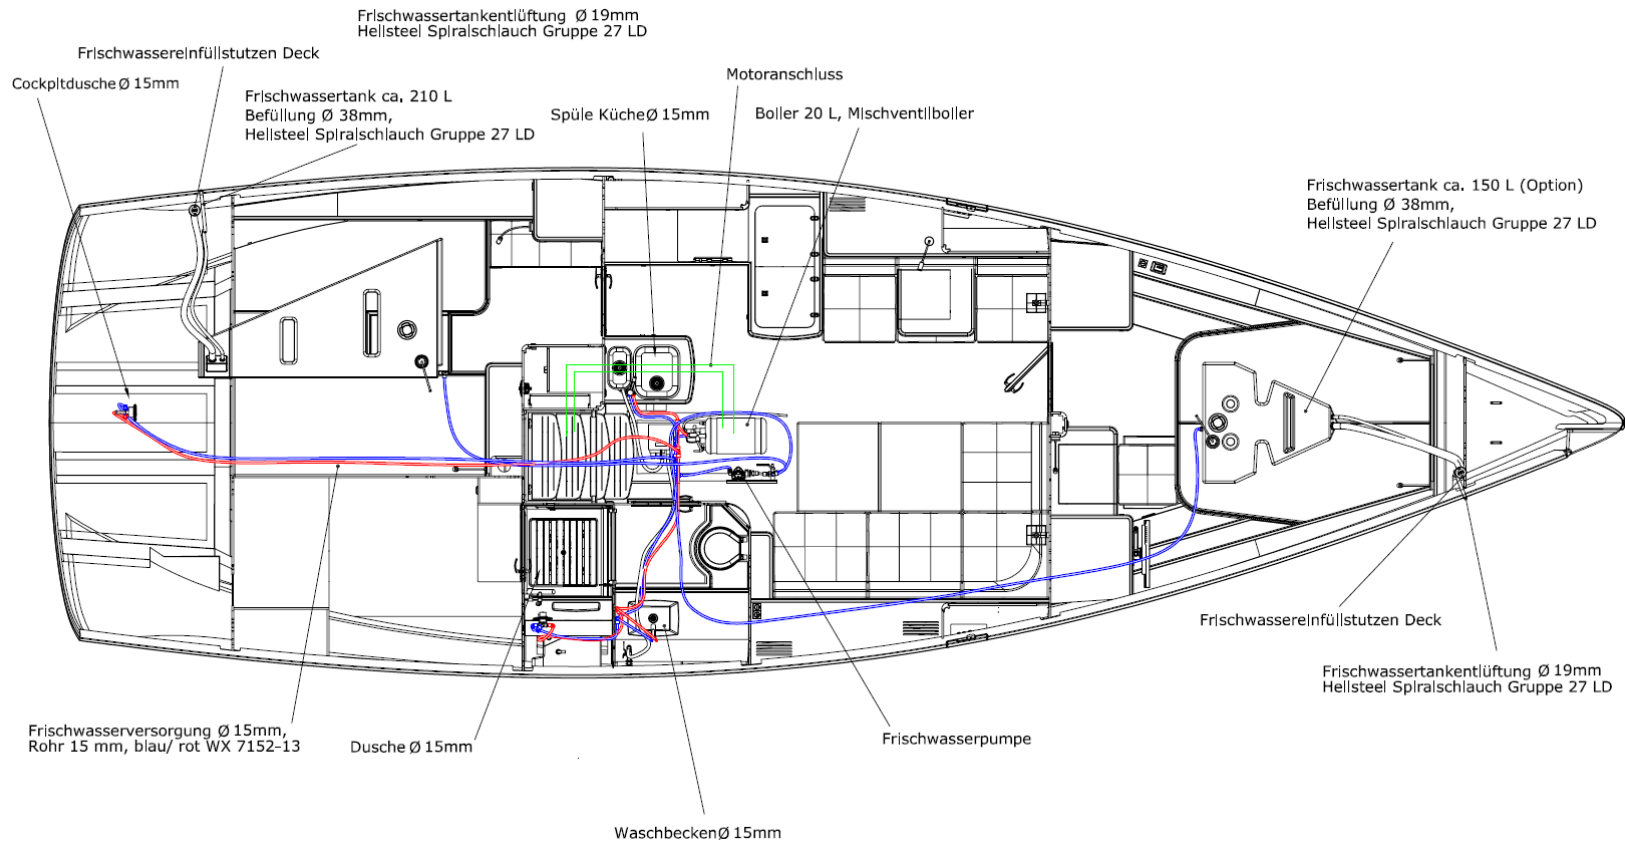 Frischwassertankentlüftung Ø 19mm
Hellsteel Spiralschlauch Gruppe 27 LD
Frischwassereinfüllstutzen Deck
Cockpitdusche Ø 15mm
Frischwassertank ca. 210 L
Befüllung Ø 38mm,
Hellsteel Spiralschlauch Gruppe 27 LD
Motoranschluss
Spüle Küche Ø 15mm
Boiler 20 L, Mischventilboiler
Frischwassertank ca. 150 L (Option)
Befüllung Ø 38mm,
Hellsteel Spiralschlauch Gruppe 27 LD
Frischwassereinfüllstutzen Deck
Frischwassertankentlüftung Ø 19mm
Hellsteel Spiralschlauch Gruppe 27 LD
Frischwasserversorgung Ø 15mm,
Rohr 15 mm, blau/ rot WX 7152-13
Dusche Ø 15mm
Frischwasserpumpe
Waschbecken Ø 15mm